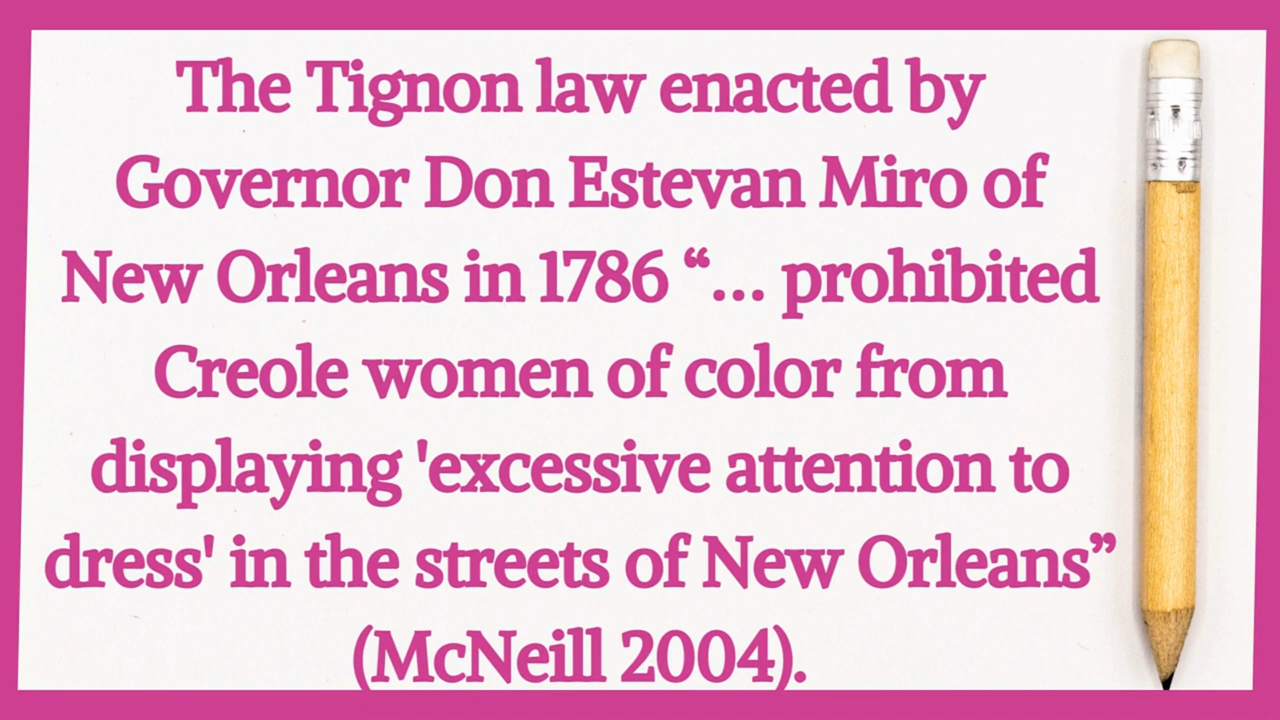 The Tignon law enacted by
Governor Don Estevan Miro of
New Orleans in 1786 “... prohibited
Creole women of color from
displaying 'excessive attention to
dress' in the streets of New Orleans”
(McNeill 2004).